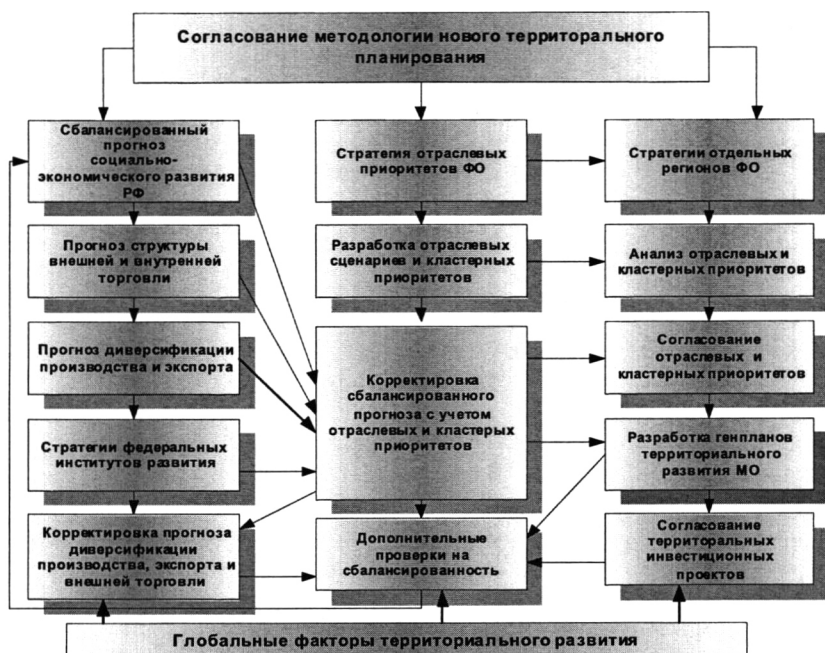 Согласование методологии нового территорального
планирования
Сбалансированный
прогноз
социально-
экономического развития
РФ
Прогноз структуры
внешней и внутренней
торговли
Прогноз диверсификации
производства и экспорта
Стратегии федеральных
институтов развития
Корректировка прогноза
диверсификации
производства, экспорта и
внешней торговли
Стратегия отраслевых
приоритетов ФО
Разработка отраслевых
сценариев и кластерных
приоритетов
Корректировка
сбалансированного
прогноза с учетом
отраслевых и кластерых
приоритетов
Дополнительные
проверки на
сбалансированность
Стратегии отдельных
регионов ФО
Анализ отраслевых и
кластерных приоритетов
Согласование
отраслевых и
кластерных приоритетов
Разработка генпланов
территориального
развития МО
Согласование
территоральных
инвестиционных
проектов
Глобальные факторы территориального развития